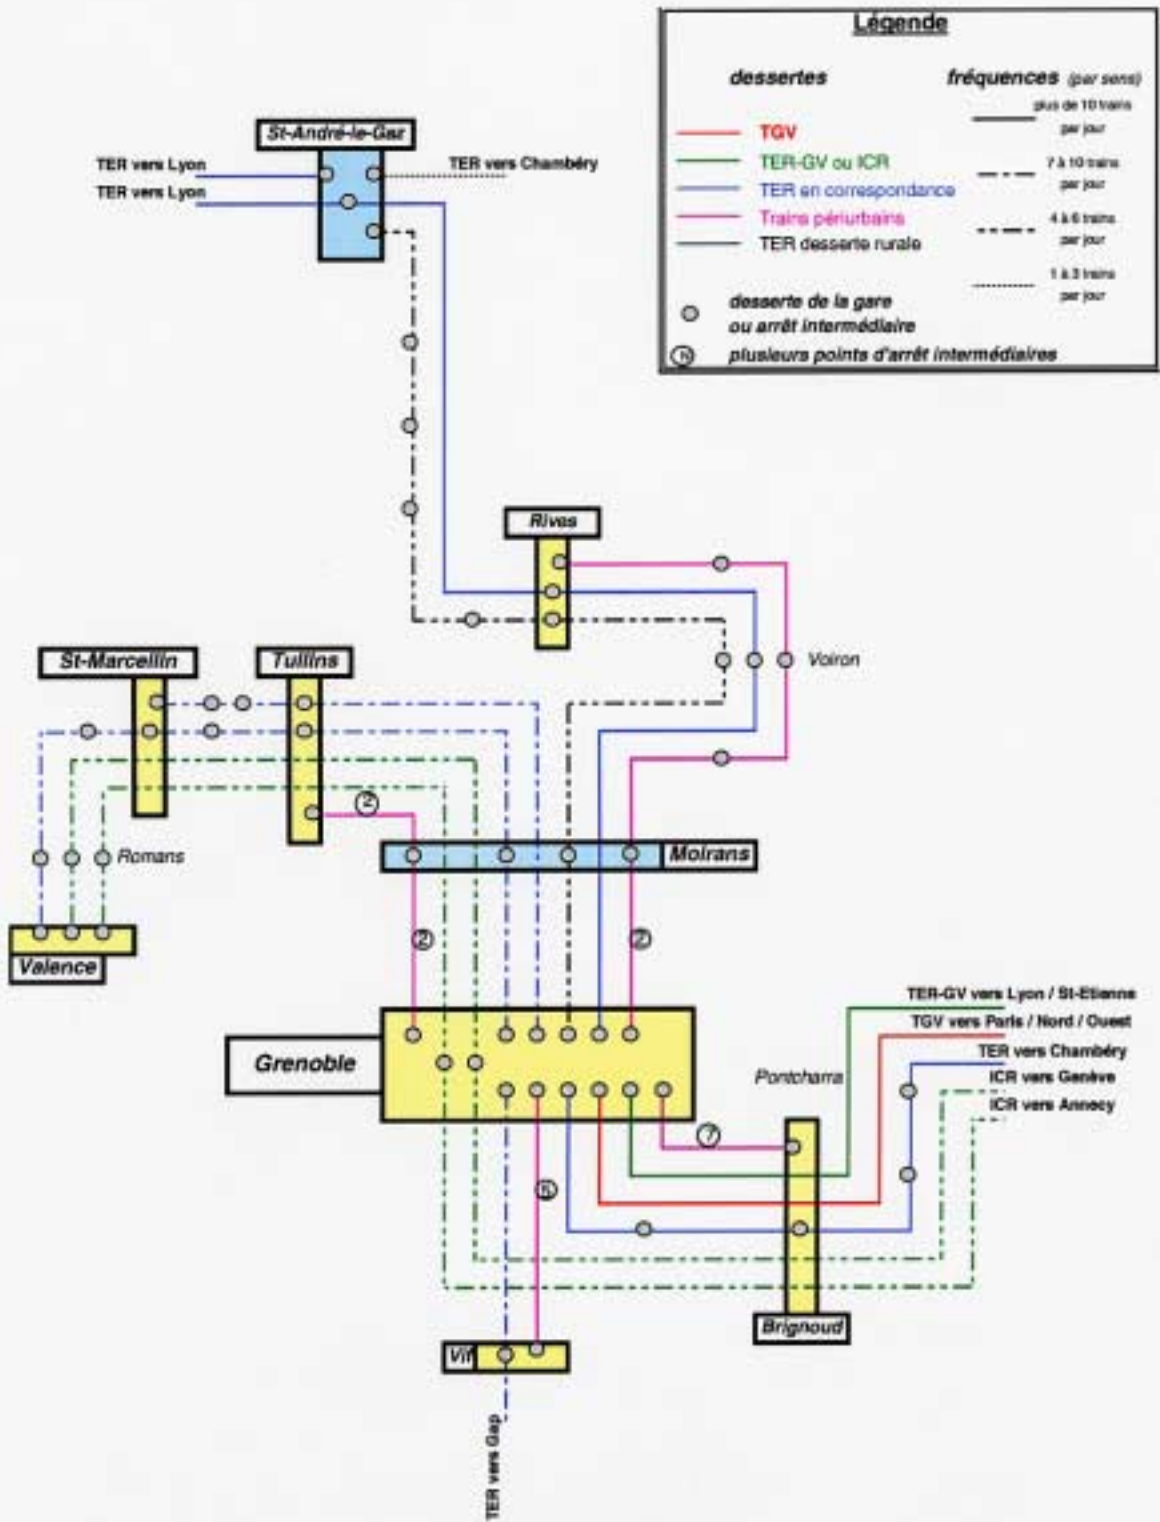 Légende
dessertes
fréquences (par sens)
plus de 10 trains
par jour
TGV
TER-GV ou ICR
7 à 10 trains
par jour
TER en correspondance
Trains périurbains
4 à 6 trains
par jour
TER desserte rurale
1 à 3 trains
par jour
desserte de la gare
ou arrêt intermédiaire
plusieurs points d'arrêt intermédiaires
St-André-le-Gaz
TER vers Lyon
TER vers Chambéry
TER vers Lyon
Rives
Voiron
St-Marcellin
Tullins
2
Romans
Moirans
Valence
2
2
Grenoble
TER-GV vers Lyon / St-Etienne
TGV vers Paris / Nord / Ouest
TER vers Chambéry
Pontcharra
ICR vers Genève
ICR vers Annecy
7
Brignoud
Vif
TER vers Gap